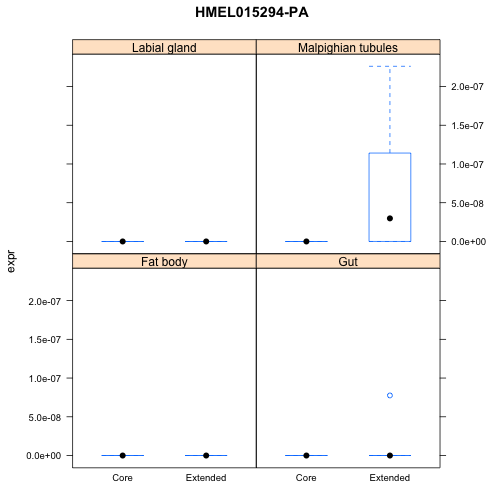 HMEL015294-PA
Labial gland
Malpighian tubules
2.0e-07
1.5e-07
1.0e-07
5.0e-08
0.0e+00
expr
Fat body
Gut
2.0e-07
1.5e-07
1.0e-07
5.0e-08
0.0e+00
Core
Extended
Core
Extended